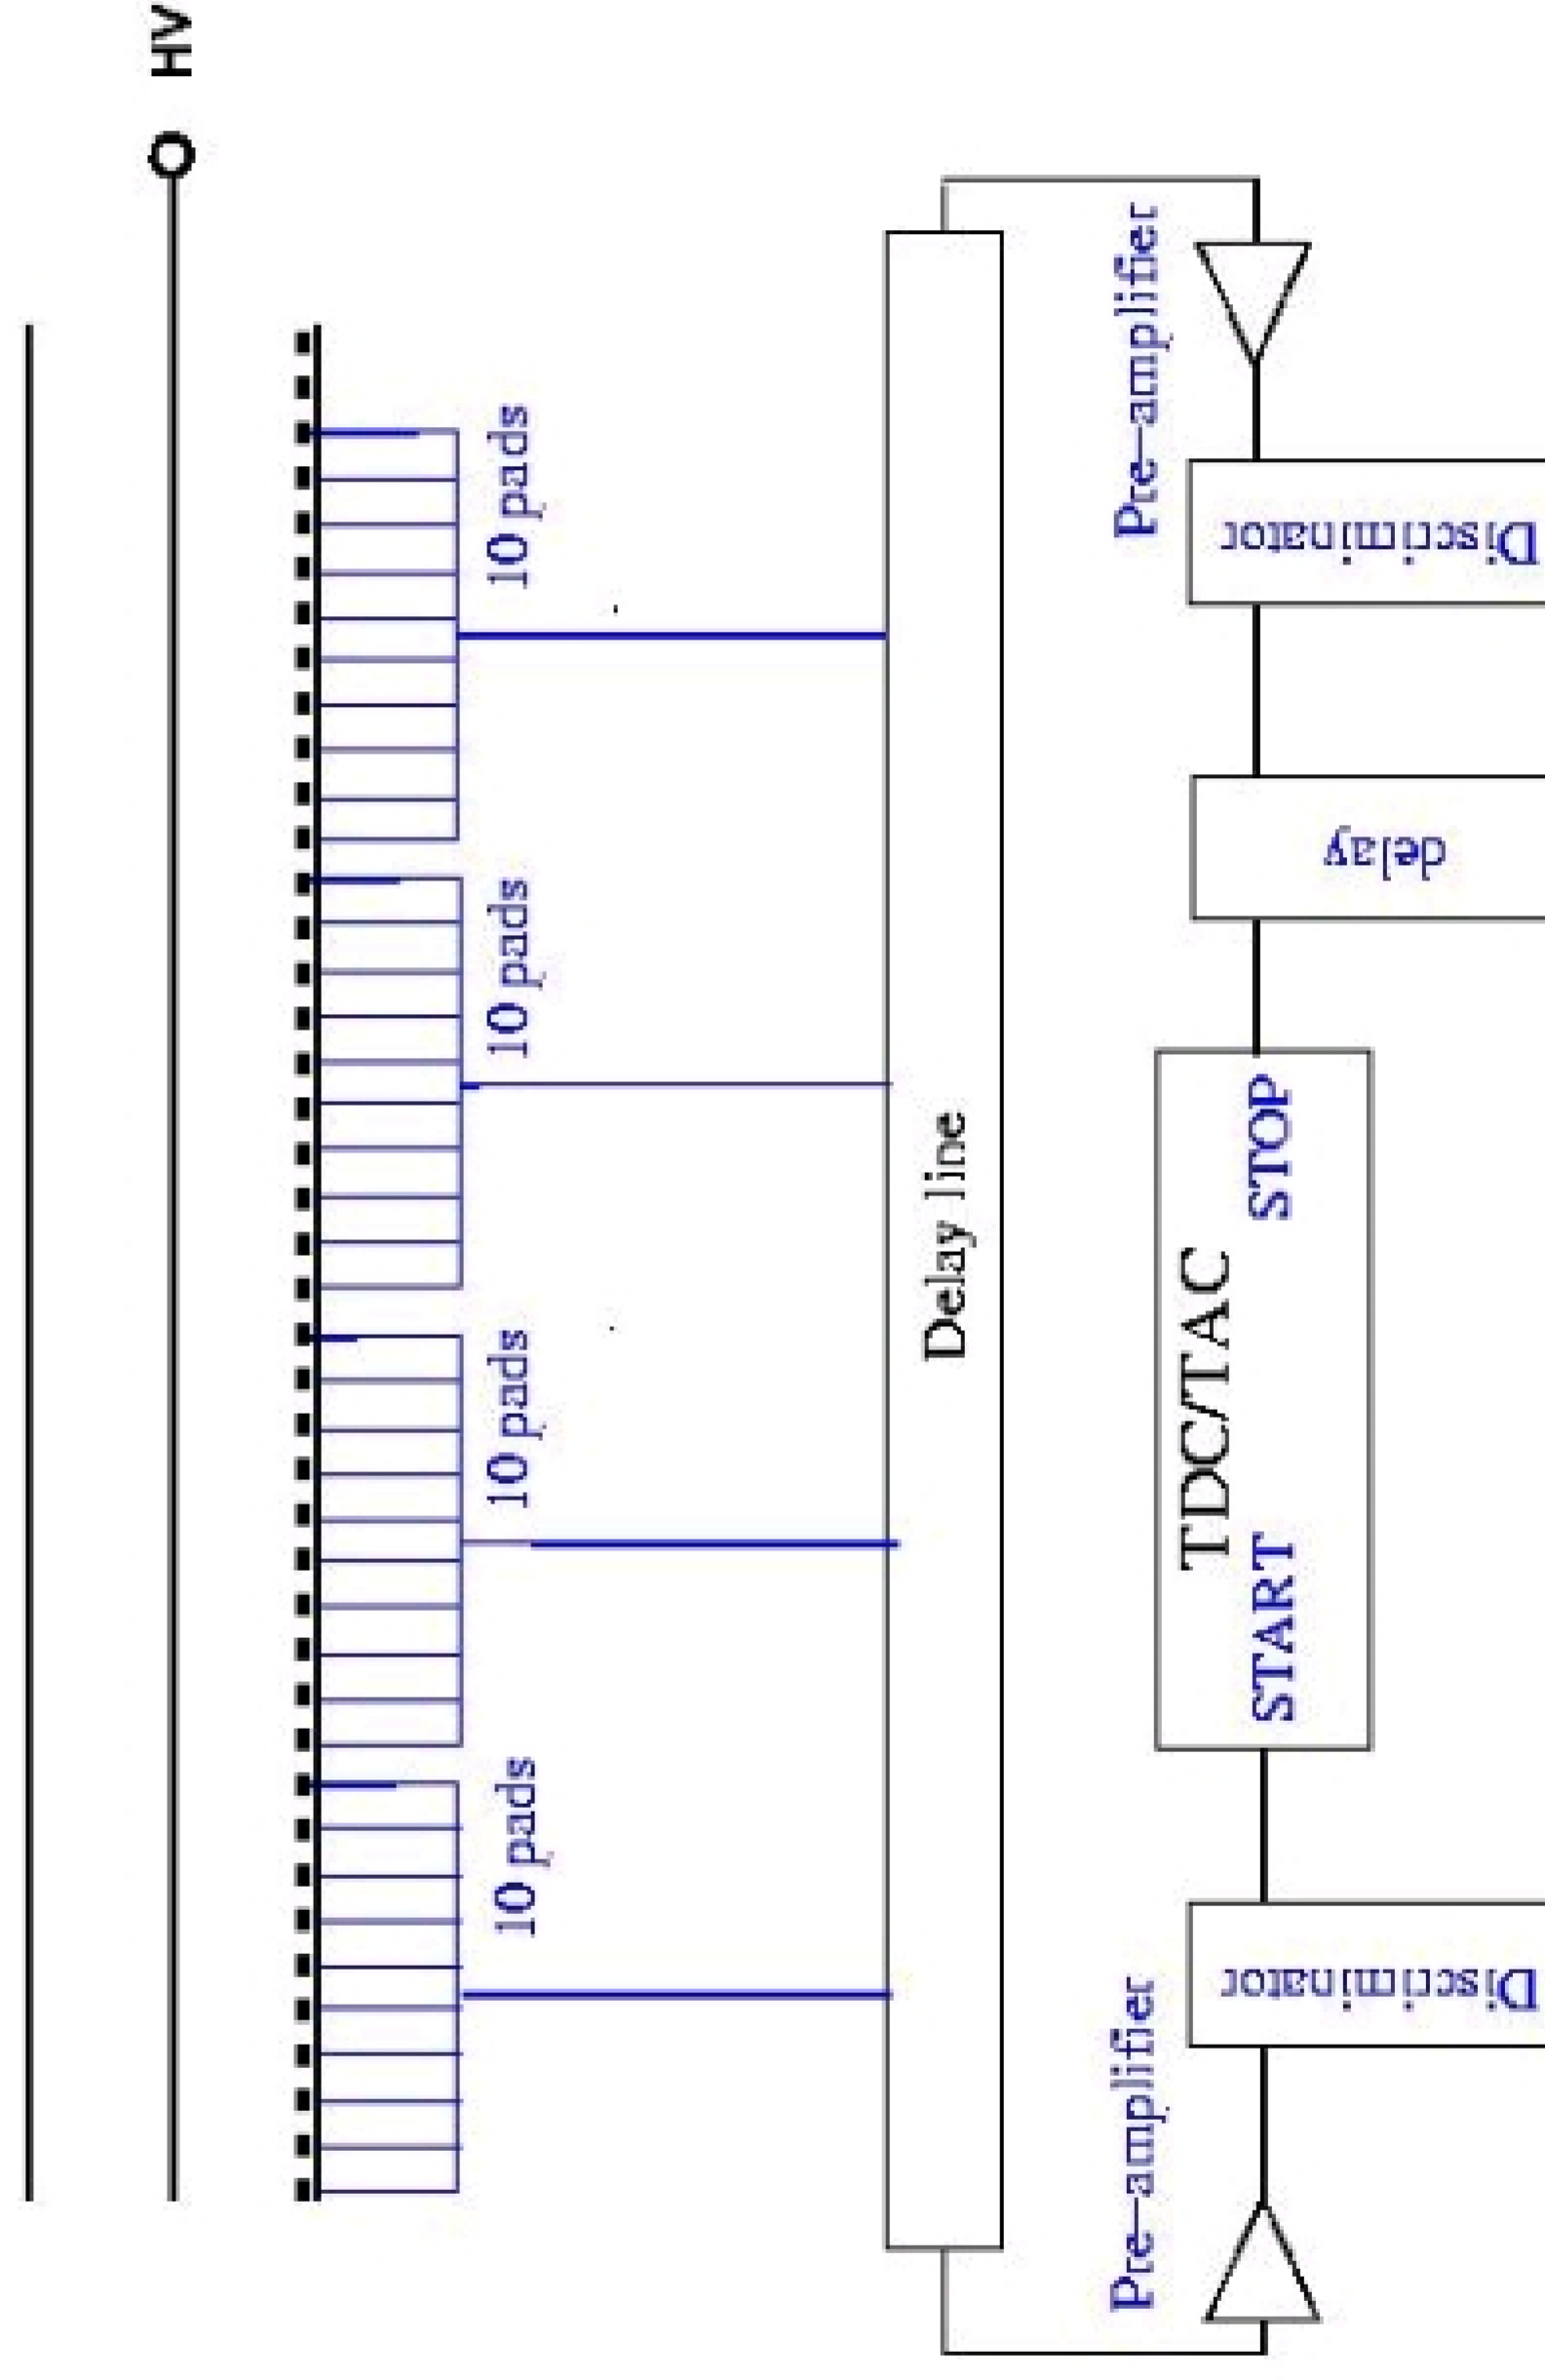 HV
10 pads
10 pads
10 pads
10 pads
Delay line
Pre-amplifier
Pre-amplifier
TDC/TAC
START
STOP
Discriminator
delay
Discriminator